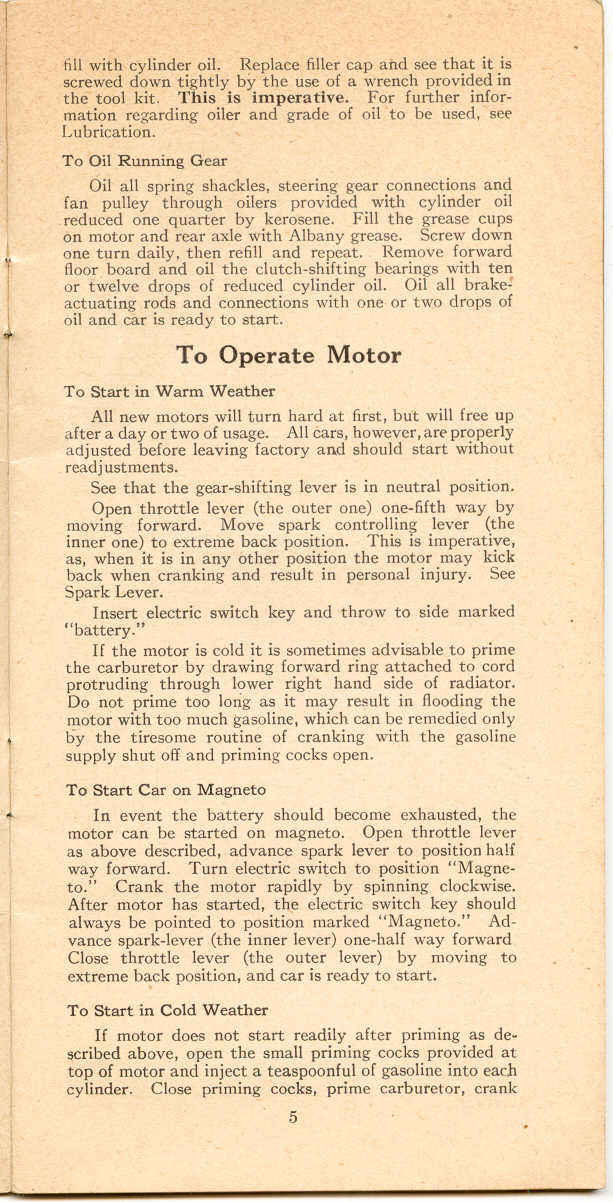 fill with cylinder oil. Replace filler cap and see that it is
screwed down tightly by the use of a wrench provided in
the tool kit. This is imperative. For further infor-
mation regarding oiler and grade of oil to be used, see
Lubrication.
To Oil Running Gear
Oil all spring shackles, steering gear connections and
fan pulley through oilers provided with cylinder oil
reduced one quarter by kerosene. Fill the grease cups
on motor and rear axle with Albany grease. Screw down
one turn daily, then refill and repeat. Remove forward
floor board and oil the clutch-shifting bearings with ten
or twelve drops of reduced cylinder oil. Oil all brake-
actuating rods and connections with one or two drops of
oil and car is ready to start.
To Operate Motor
To Start in Warm Weather
All new motors will turn hard at first, but will free up
after a day or two of usage. All cars, however, are properly
adjusted before leaving factory and should start without
readjustments.
See that the gear-shifting lever is in neutral position.
Open throttle lever (the outer one) one-fifth way by
moving forward. Move spark controlling lever (the
inner one) to extreme back position. This is imperative,
as, when it is in any other position the motor may kick
back when cranking and result in personal injury. See
Spark Lever.
Insert electric switch key and throw to side marked
"battery."
If the motor is cold it is sometimes advisable to prime
the carburetor by drawing forward ring attached to cord
protruding through lower right hand side of radiator.
Do not prime too long as it may result in flooding the
motor with too much gasoline, which can be remedied only
by the tiresome routine of cranking with the gasoline
supply shut off and priming cocks open.
To Start Car on Magneto
In event the battery should become exhausted, the
motor can be started on magneto. Open throttle lever
as above described, advance spark lever to position half
way forward. Turn electric switch to position "Magne-
to." Crank the motor rapidly by spinning clockwise.
After motor has started, the electric switch key should
always be pointed to position marked "Magneto." Ad-
vance spark-lever (the inner lever) one-half way forward
Close throttle lever (the outer lever) by moving to
extreme back position, and car is ready to start.
To Start in Cold Weather
If motor does not start readily after priming as de-
scribed above, open the small priming cocks provided at
top of motor and inject a teaspoonful of gasoline into each
cylinder. Close priming cocks, prime carburetor, crank
5